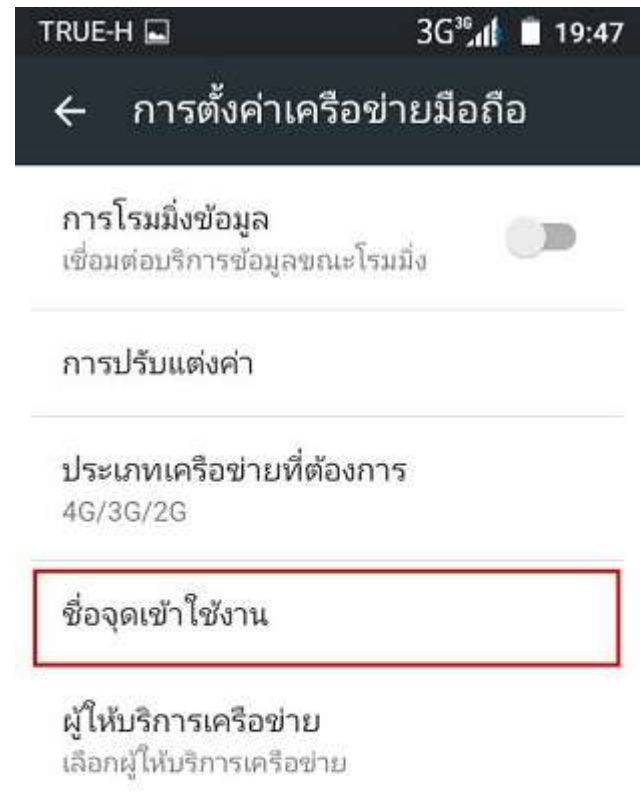 TRUE-H 3G 3G 19:47
การตั้งค่าเครือข่ายมือถือ
การโรมมิ่งข้อมูล
เชื่อมต่อบริการข้อมูลขณะโรมมิ่ง
การปรับแต่งค่า
ประเภทเครือข่ายที่ต้องการ
4G/3G/2G
ชื่อจุดเข้าใช้งาน
ผู้ให้บริการเครือข่าย
เลือกผู้ให้บริการเครือข่าย